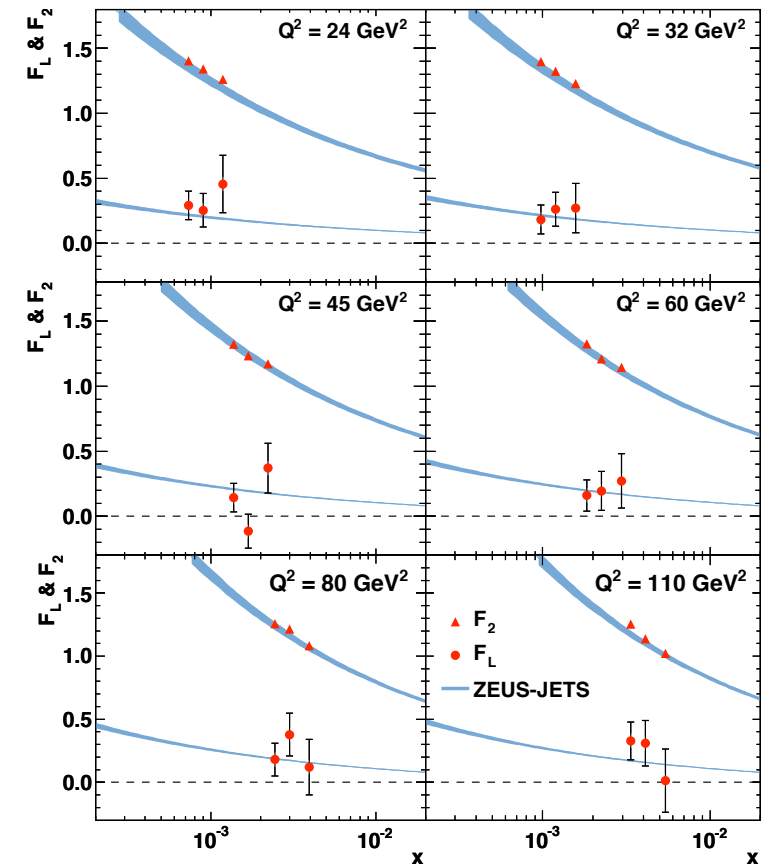 F_L & F_2
1.5
1.0
0.5
0.0
Q² = 24 GeV²
Q² = 32 GeV²
F_L & F_2
1.5
1.0
0.5
0.0
Q² = 45 GeV²
Q² = 60 GeV²
F_L & F_2
1.5
1.0
0.5
0.0
Q² = 80 GeV²
Q² = 110 GeV²
F_2
F_L
ZEUS-JETS
10⁻³ 10⁻² 10⁻³ 10⁻²
x x